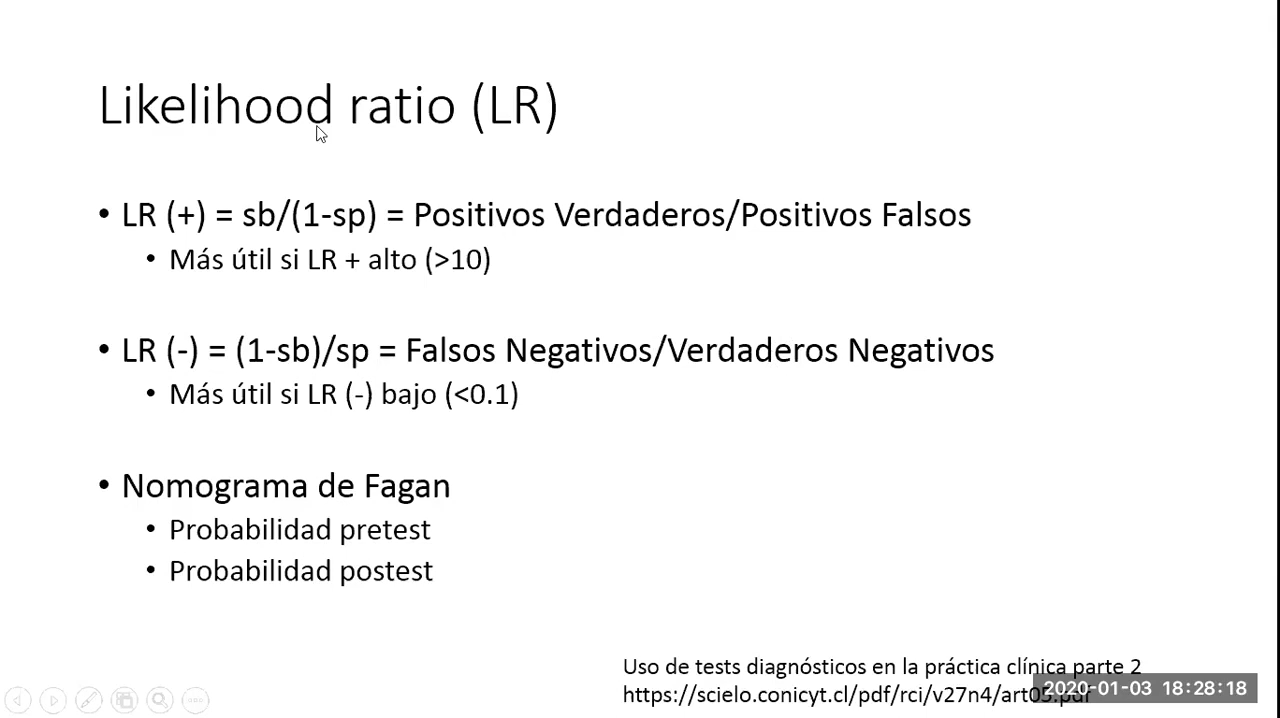 Likelihood ratio (LR)
• LR (+) = sb/(1-sp) = Positivos Verdaderos/Positivos Falsos
• Más útil si LR + alto (>10)
• LR (-) = (1-sb)/sp = Falsos Negativos/Verdaderos Negativos
• Más útil si LR (-) bajo (<0.1)
• Nomograma de Fagan
• Probabilidad pretest
• Probabilidad postest
Uso de tests diagnósticos en la práctica clínica parte 2
https://scielo.conicyt.cl/pdf/rci/v27n4/art05.pdf
2020-01-03 18:28:18